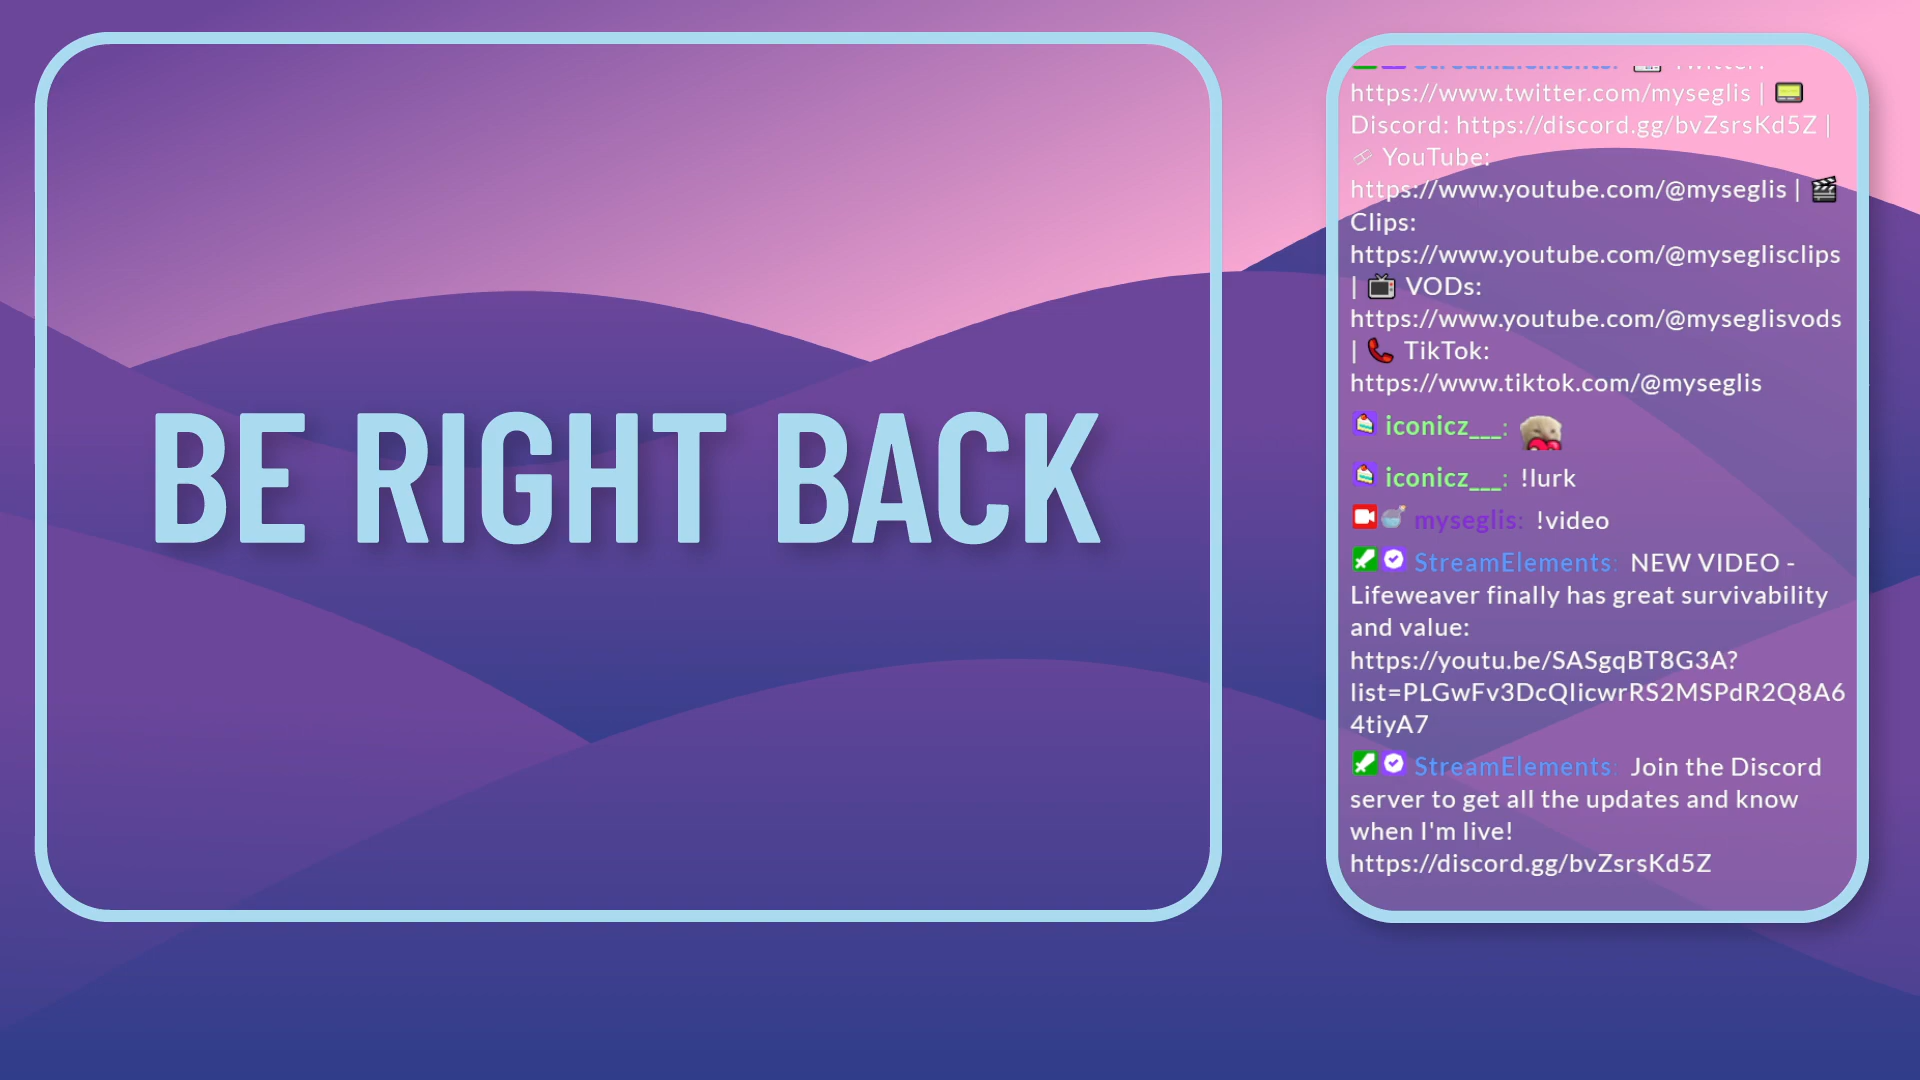 BE RIGHT BACK
StreamElements: Twitter:
https://www.twitter.com/myseglis |
Discord: https://discord.gg/bvZsrsKd5Z |
YouTube:
https://www.youtube.com/@myseglis |
Clips:
https://www.youtube.com/@myseglisclips
| VODs:
https://www.youtube.com/@myseglisvods
| TikTok:
https://www.tiktok.com/@myseglis
iconicz___:
iconicz___: !lurk
myseglis: !video
StreamElements: NEW VIDEO -
Lifeweaver finally has great survivability
and value:
https://youtu.be/SASgqBT8G3A?
list=PLGwFv3DcQIicwrRS2MSPdR2Q8A6
4tiyA7
StreamElements: Join the Discord
server to get all the updates and know
when I'm live!
https://discord.gg/bvZsrsKd5Z